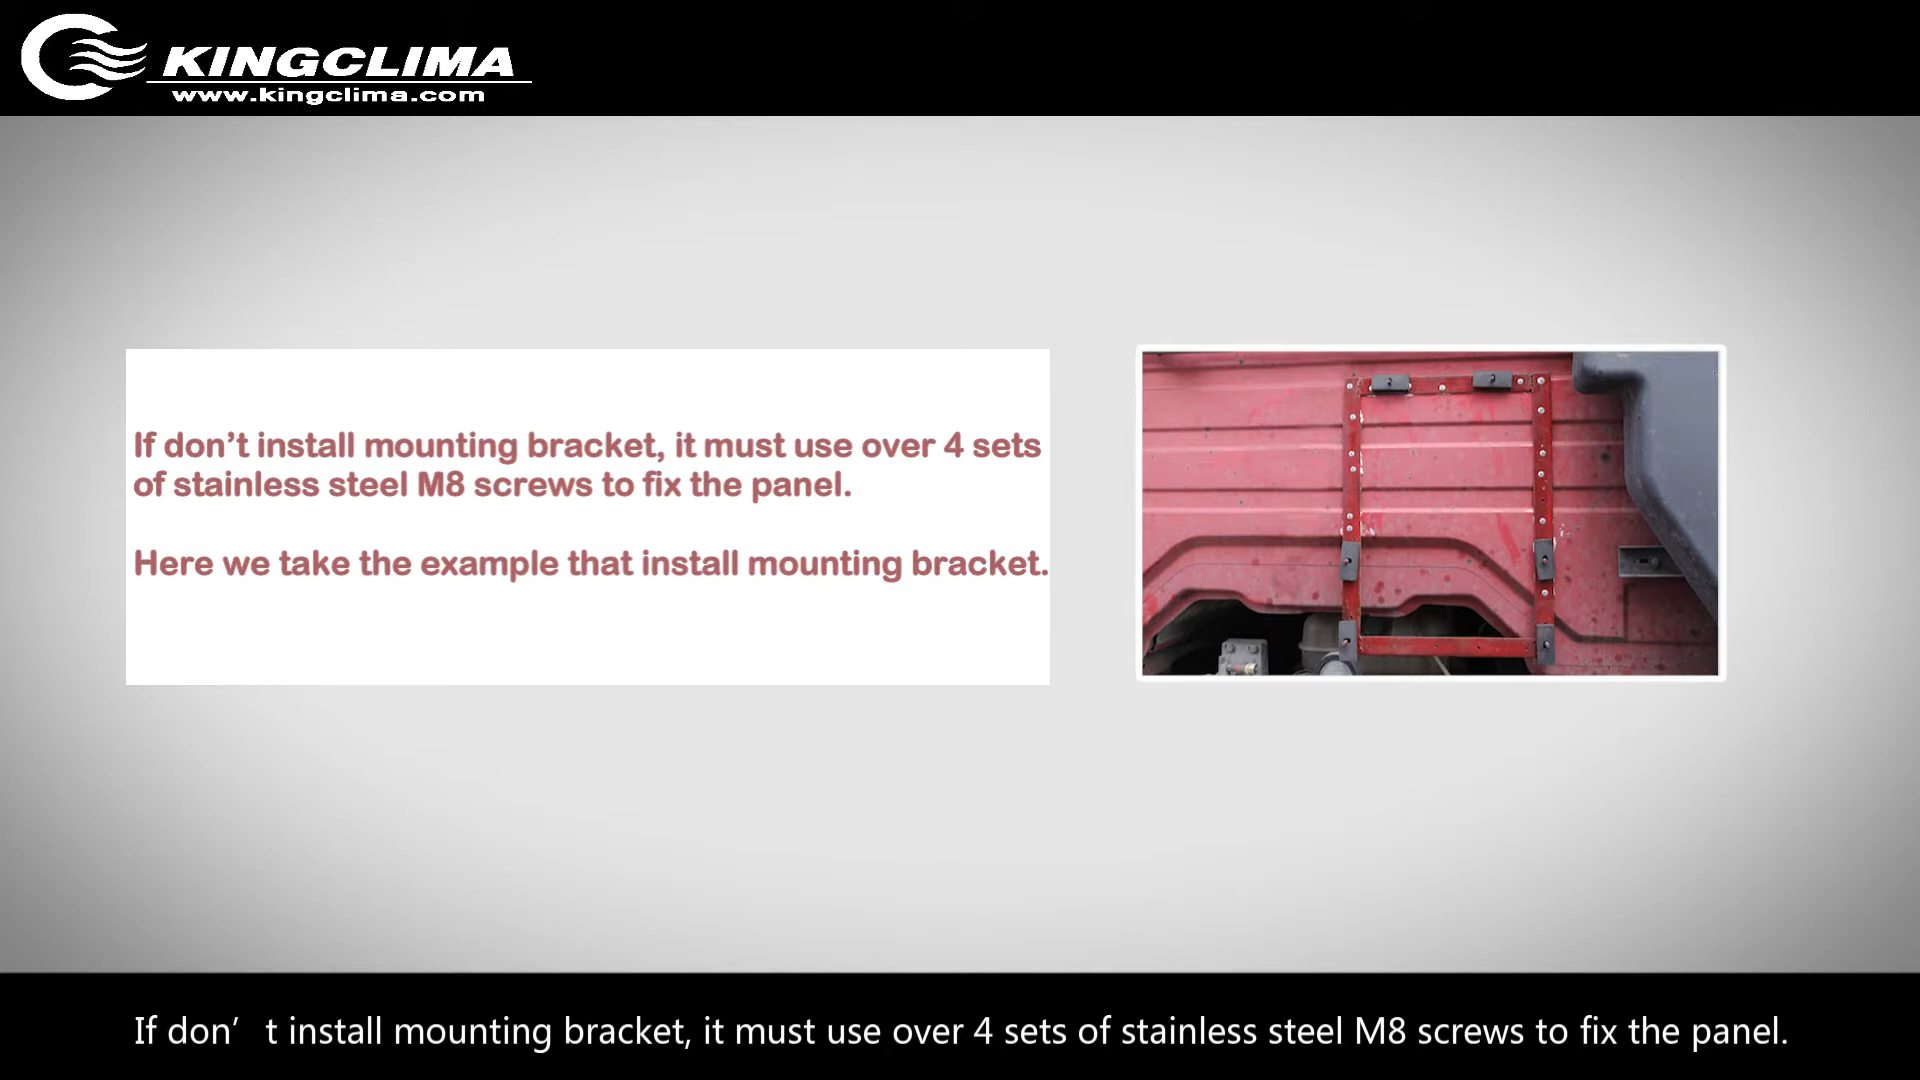 KINGCLIMA
www.kingclima.com
If don’t install mounting bracket, it must use over 4 sets
of stainless steel M8 screws to fix the panel.
Here we take the example that install mounting bracket.
If don’ t install mounting bracket, it must use over 4 sets of stainless steel M8 screws to fix the panel.